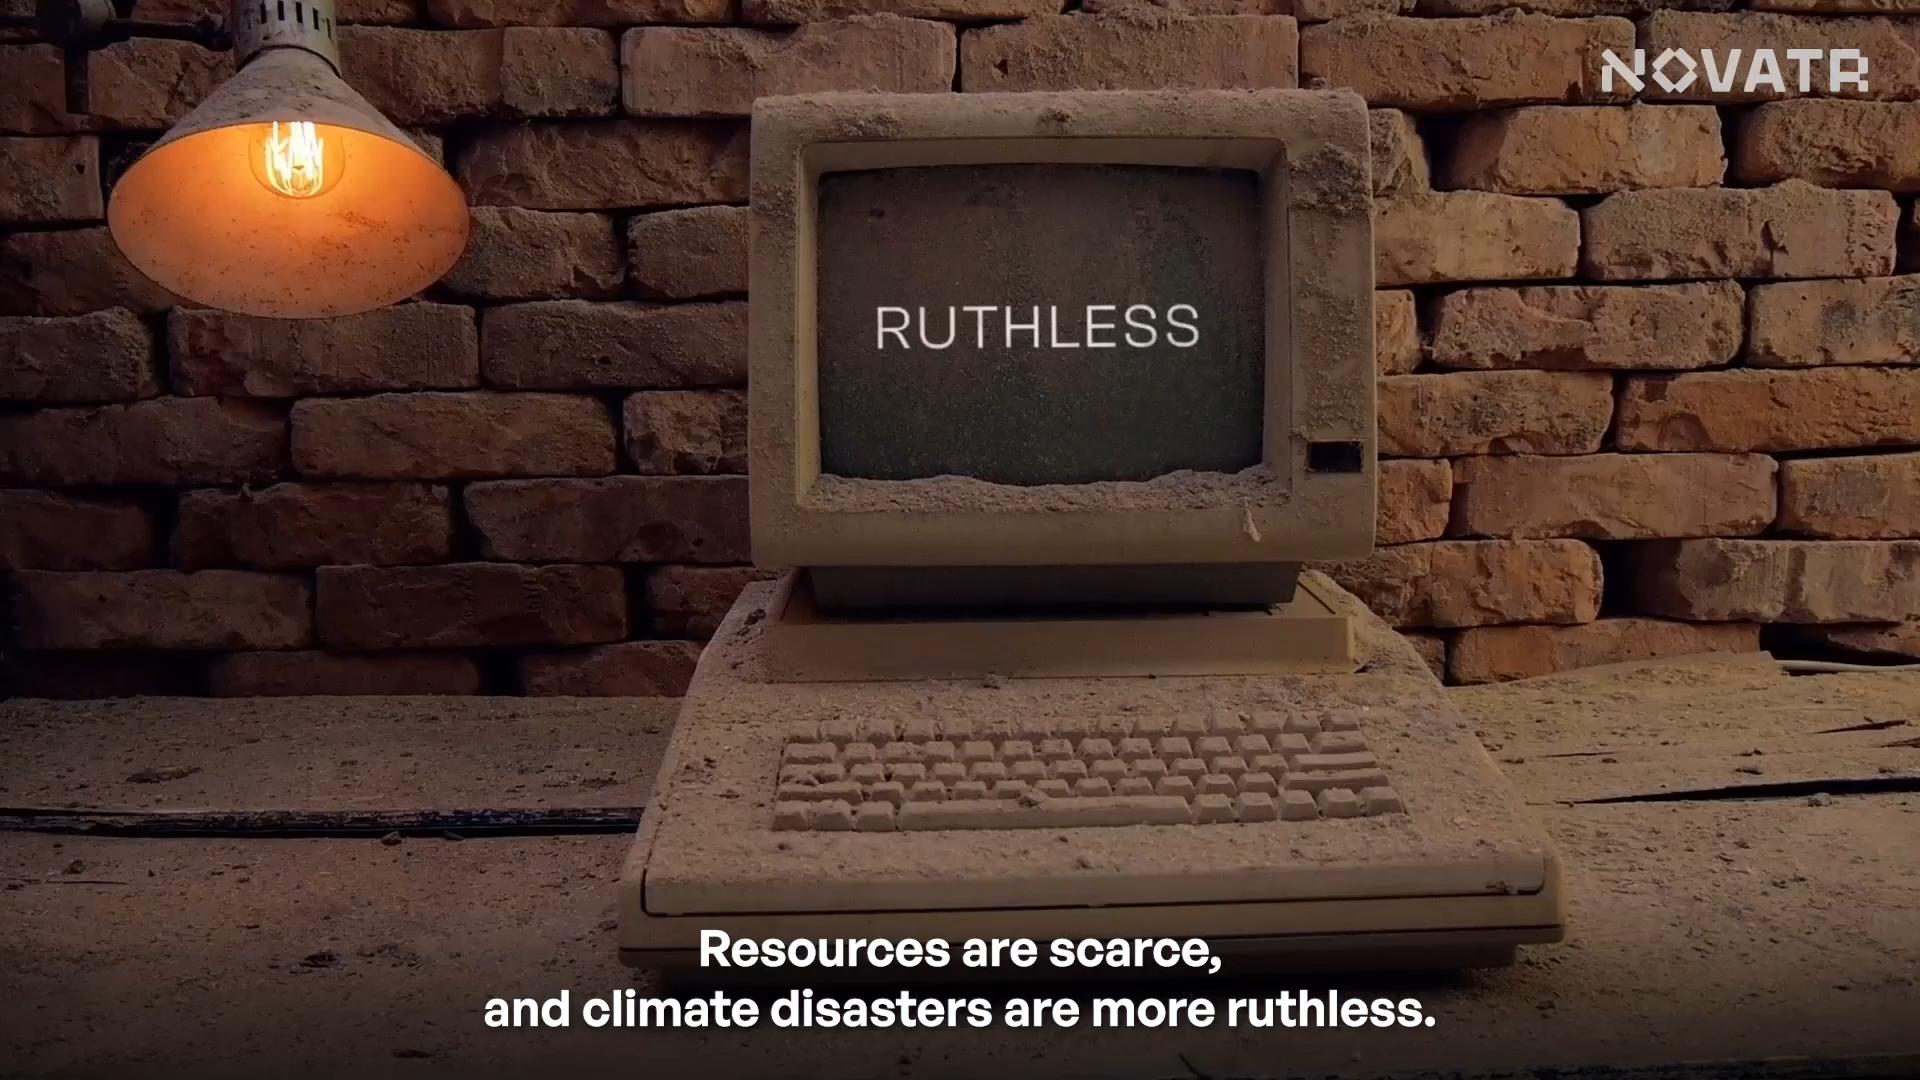 NOVATR
RUTHLESS
Resources are scarce,
and climate disasters are more ruthless.